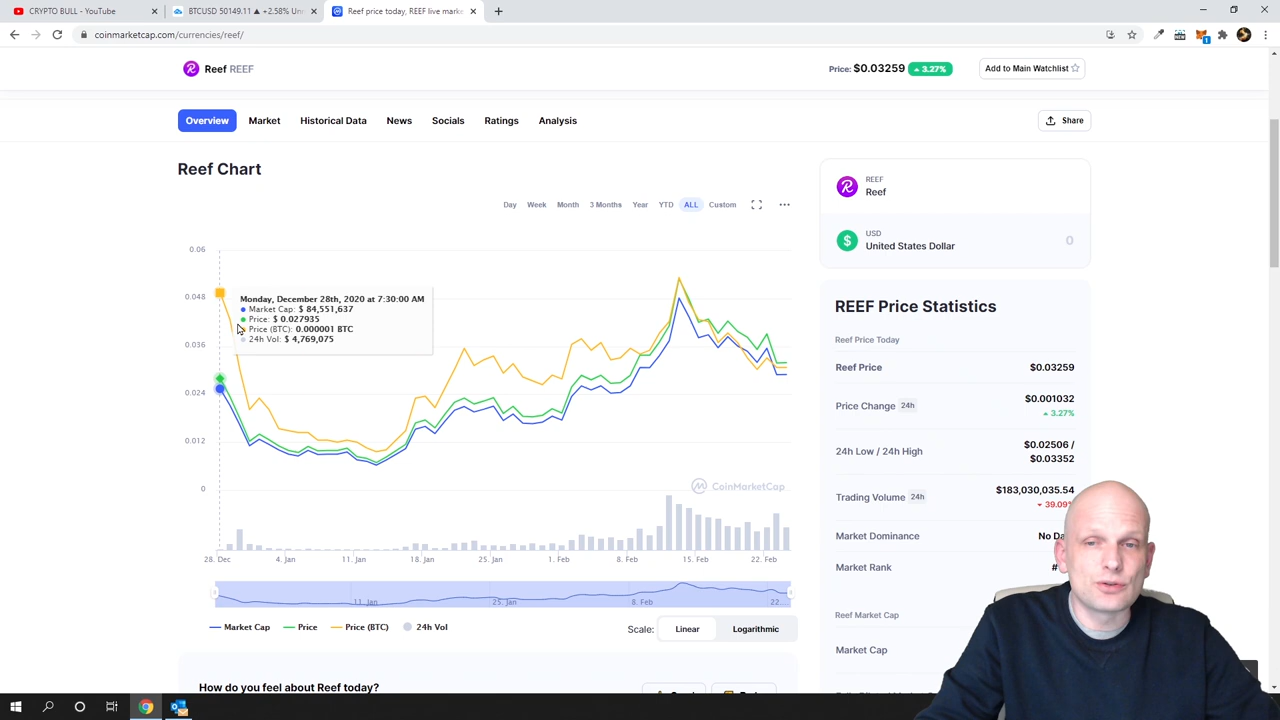 CRYPTO BULL - YouTube
BTCUSD 50149.11 ▲ +2.58% Un
Reef price today, REEF live marke
coinmarketcap.com/currencies/reef/
1
Reef REEF
Price: $0.03259 3.27%
Add to Main Watchlist
Overview
Market
Historical Data
News
Socials
Ratings
Analysis
Share
Reef Chart
Day
Week
Month
3 Months
Year
YTD
ALL
Custom
0.06
0.048
0.036
0.024
0.012
0
Monday, December 28th, 2020 at 7:30:00 AM
Market Cap: $ 84,551,637
Price: $ 0.027935
Price (BTC): 0.000001 BTC
24h Vol: $ 4,769,075
CoinMarketCap
28. Dec
4. Jan
11. Jan
18. Jan
25. Jan
1. Feb
8. Feb
15. Feb
22. Feb
11. Jan
25. Jan
8. Feb
22...
Market Cap
Price
Price (BTC)
24h Vol
Scale:
Linear
Logarithmic
How do you feel about Reef today?
REEF
Reef
USD
United States Dollar
0
REEF Price Statistics
Reef Price Today
Reef Price
$0.03259
Price Change 24h
$0.001032
3.27%
24h Low / 24h High
$0.02506 /
$0.03352
Trading Volume 24h
$183,030,035.54
39.09%
Market Dominance
No Da
Market Rank
#
Reef Market Cap
Market Cap